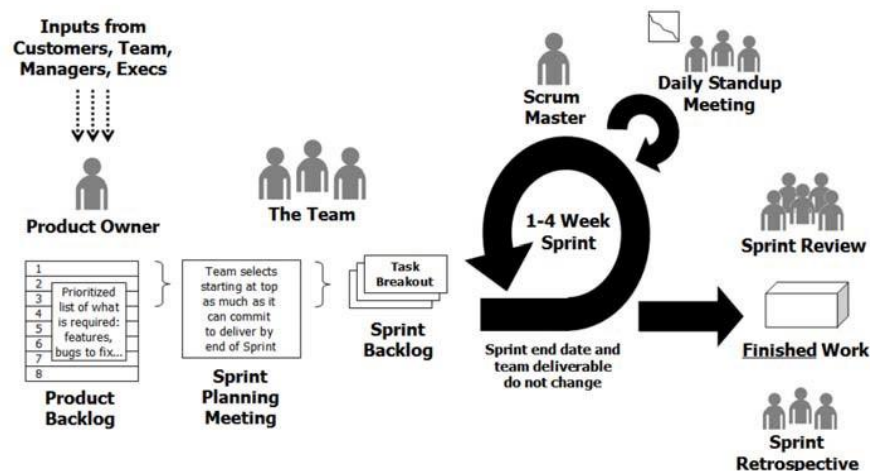 Inputs from
Customers, Team,
Managers, Execs
Product Owner
The Team
Scrum
Master
Daily Standup
Meeting
1-4 Week
Sprint
Sprint Review
1
2
3
4
5
6
7
8
Prioritized
list of what
is required:
features,
bugs to fix...
Product
Backlog
Team selects
starting at top
as much as it
can commit
to deliver by
end of Sprint
Sprint
Planning
Meeting
Task
Breakout
Sprint
Backlog
Sprint end date and
team deliverable
do not change
Finished Work
Sprint
Retrospective